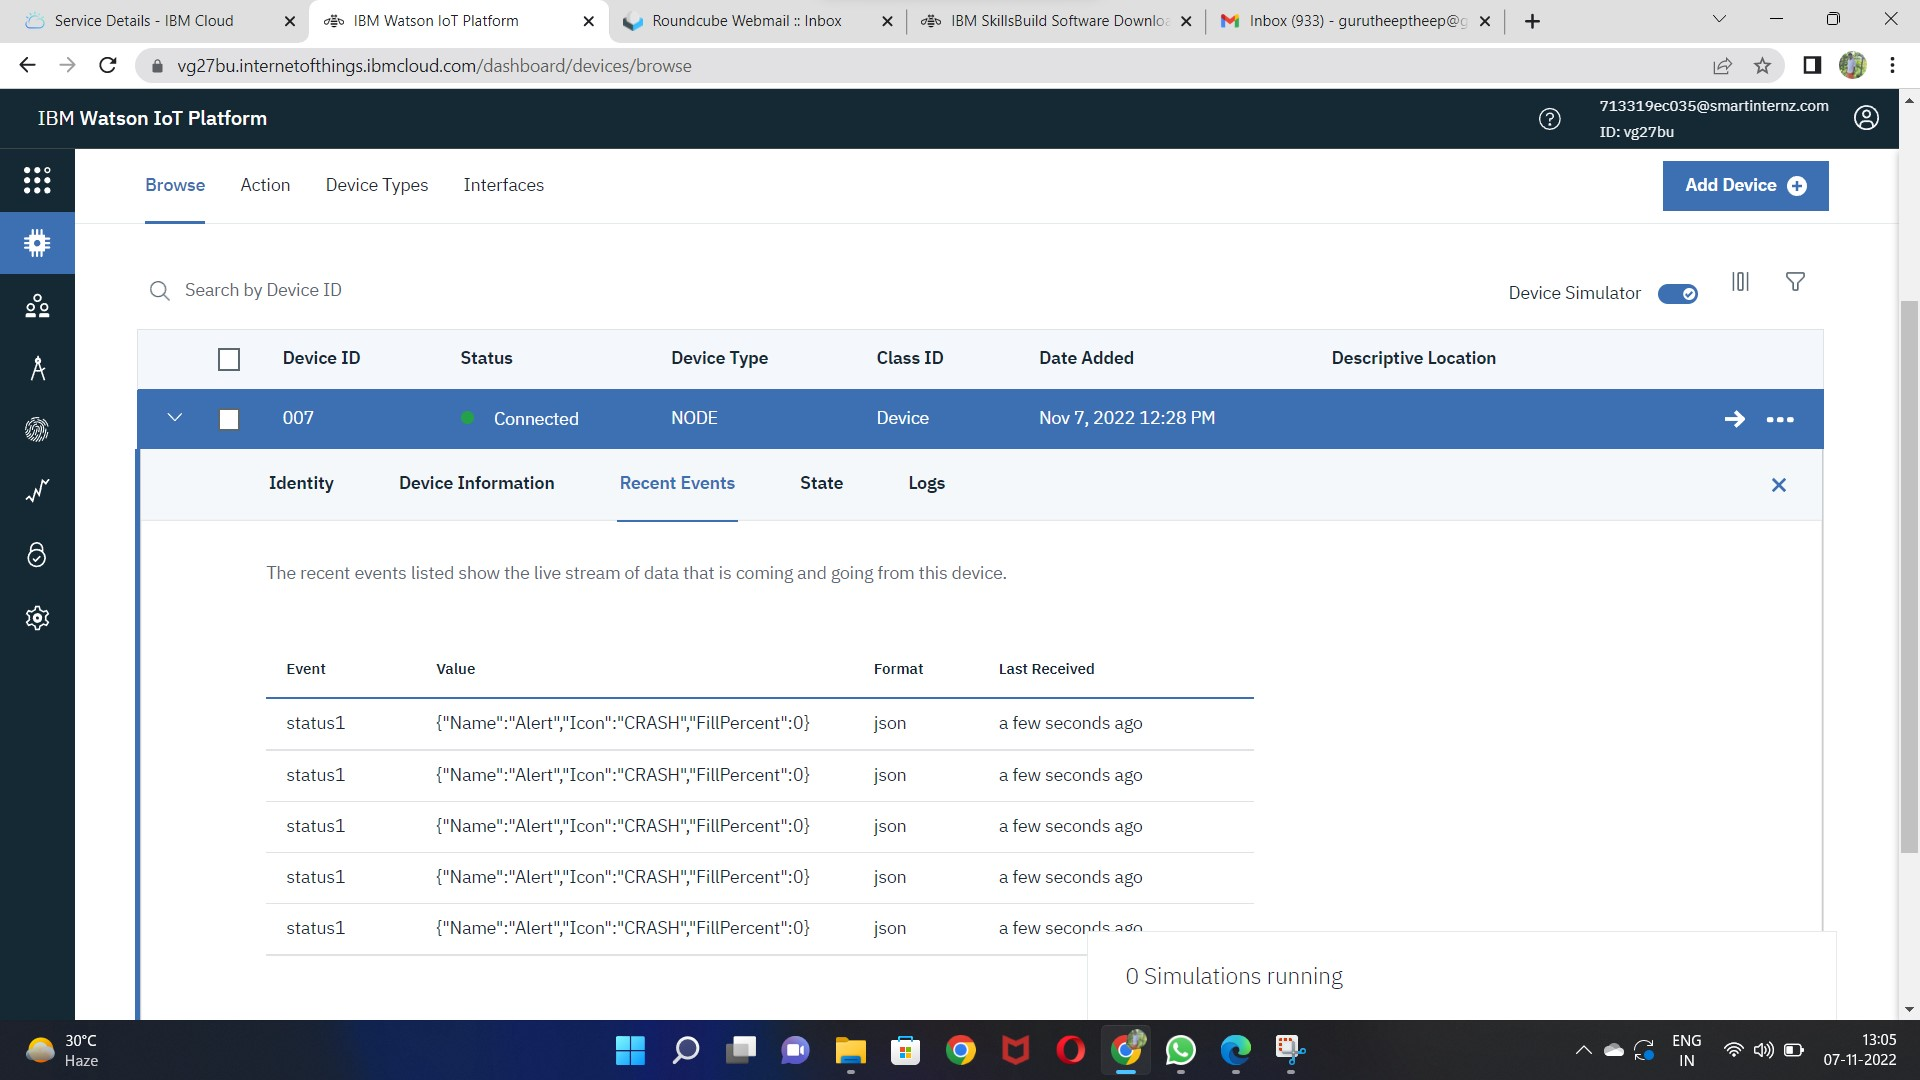 Service Details - IBM Cloud
IBM Watson IoT Platform
Roundcube Webmail :: Inbox
IBM SkillsBuild Software Downloa
Inbox (933) - gurutheeptheep@g
vg27bu.internetofthings.ibmcloud.com/dashboard/devices/browse
IBM Watson IoT Platform
713319ec035@smartinternz.com
ID: vg27bu
Browse Action Device Types Interfaces
Add Device
Search by Device ID
Device Simulator
Device ID Status Device Type Class ID Date Added Descriptive Location
007 Connected NODE Device Nov 7, 2022 12:28 PM
Identity Device Information Recent Events State Logs
The recent events listed show the live stream of data that is coming and going from this device.
Event Value Format Last Received
status1 {"Name":"Alert","Icon":"CRASH","FillPercent":0} json a few seconds ago
status1 {"Name":"Alert","Icon":"CRASH","FillPercent":0} json a few seconds ago
status1 {"Name":"Alert","Icon":"CRASH","FillPercent":0} json a few seconds ago
status1 {"Name":"Alert","Icon":"CRASH","FillPercent":0} json a few seconds ago
status1 {"Name":"Alert","Icon":"CRASH","FillPercent":0} json a few seconds ago
0 Simulations running
30°C
Haze
ENG
IN
13:05
07-11-2022